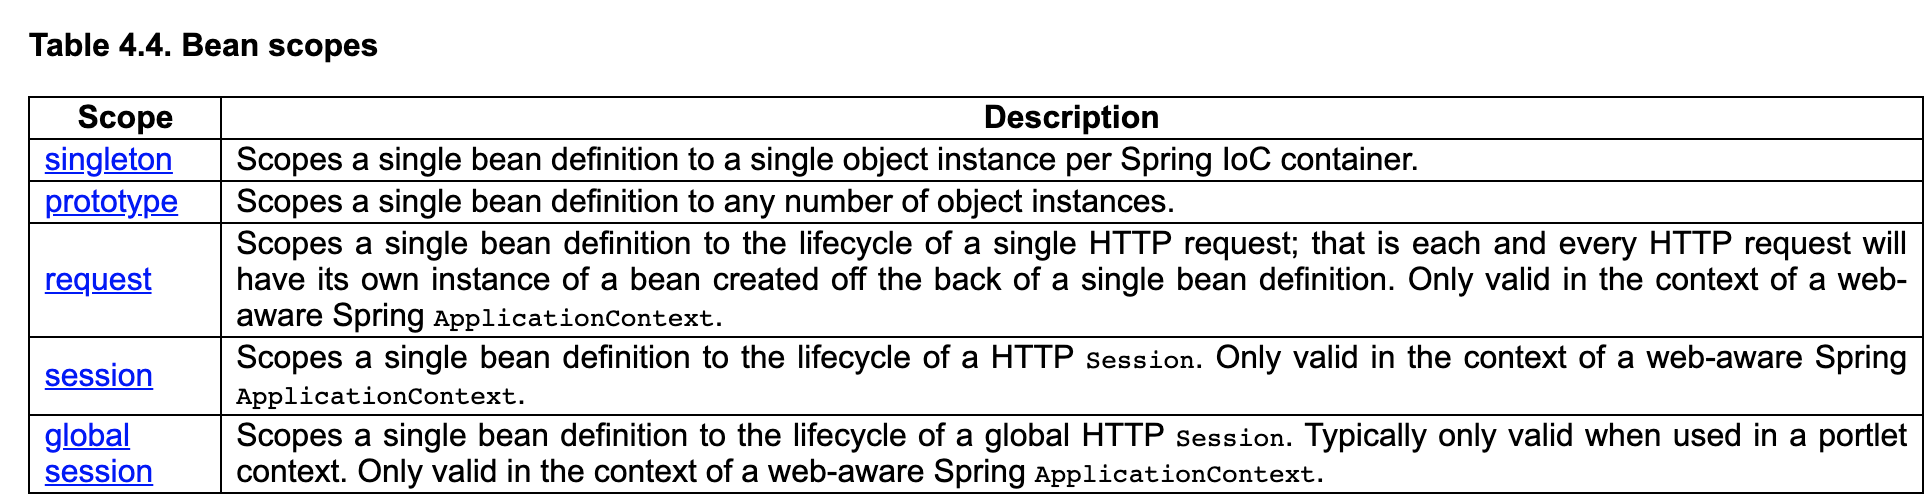 Table 4.4. Bean scopes
Scope Description
singleton Scopes a single bean definition to a single object instance per Spring IoC container.
prototype Scopes a single bean definition to any number of object instances.
request Scopes a single bean definition to the lifecycle of a single HTTP request; that is each and every HTTP request will
have its own instance of a bean created off the back of a single bean definition. Only valid in the context of a web-
aware Spring ApplicationContext.
session Scopes a single bean definition to the lifecycle of a HTTP Session. Only valid in the context of a web-aware Spring
ApplicationContext.
global Scopes a single bean definition to the lifecycle of a global HTTP Session. Typically only valid when used in a portlet
session context. Only valid in the context of a web-aware Spring ApplicationContext.